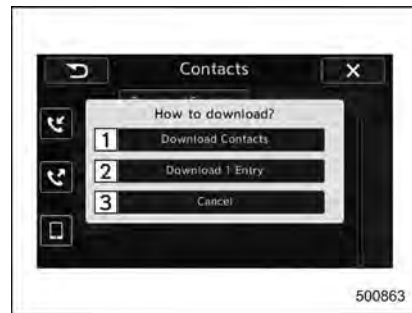 Contacts
How to download?
1 Download Contacts
2 Download 1 Entry
3 Cancel
500863